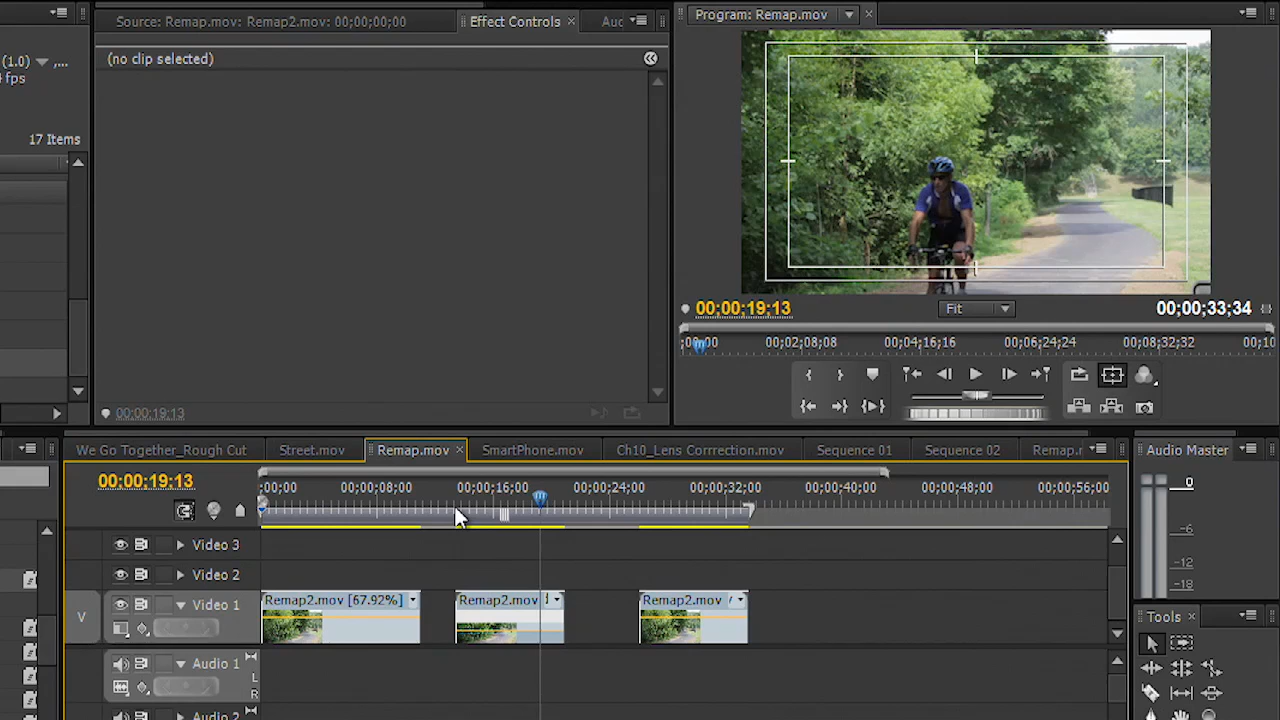 Source: Remap.mov: Remap2.mov: 00;00;00;00
Effect Controls
Program: Remap.mov
(no clip selected)
(1.0)
fps
17 Items
00;00;19;13
00;00;19;13
Fit
00;00;33;34
;00;00
00;02;08;08
00;04;16;16
00;06;24;24
00;08;32;32
00;10
We Go Together_Rough Cut
Street.mov
Remap.mov
SmartPhone.mov
Ch10_Lens Corrrection.mov
Sequence 01
Sequence 02
Audio Master
00;00;19;13
;00;00
00;00;08;00
00;00;16;00
00;00;24;00
00;00;32;00
00;00;40;00
00;00;48;00
00;00;56;00
0
-6
-12
-18
Video 3
Video 2
V
Video 1
Remap2.mov [67.92%]
Remap2.mov
Remap2.mov
Audio 1
L
R
Audio 2
Tools